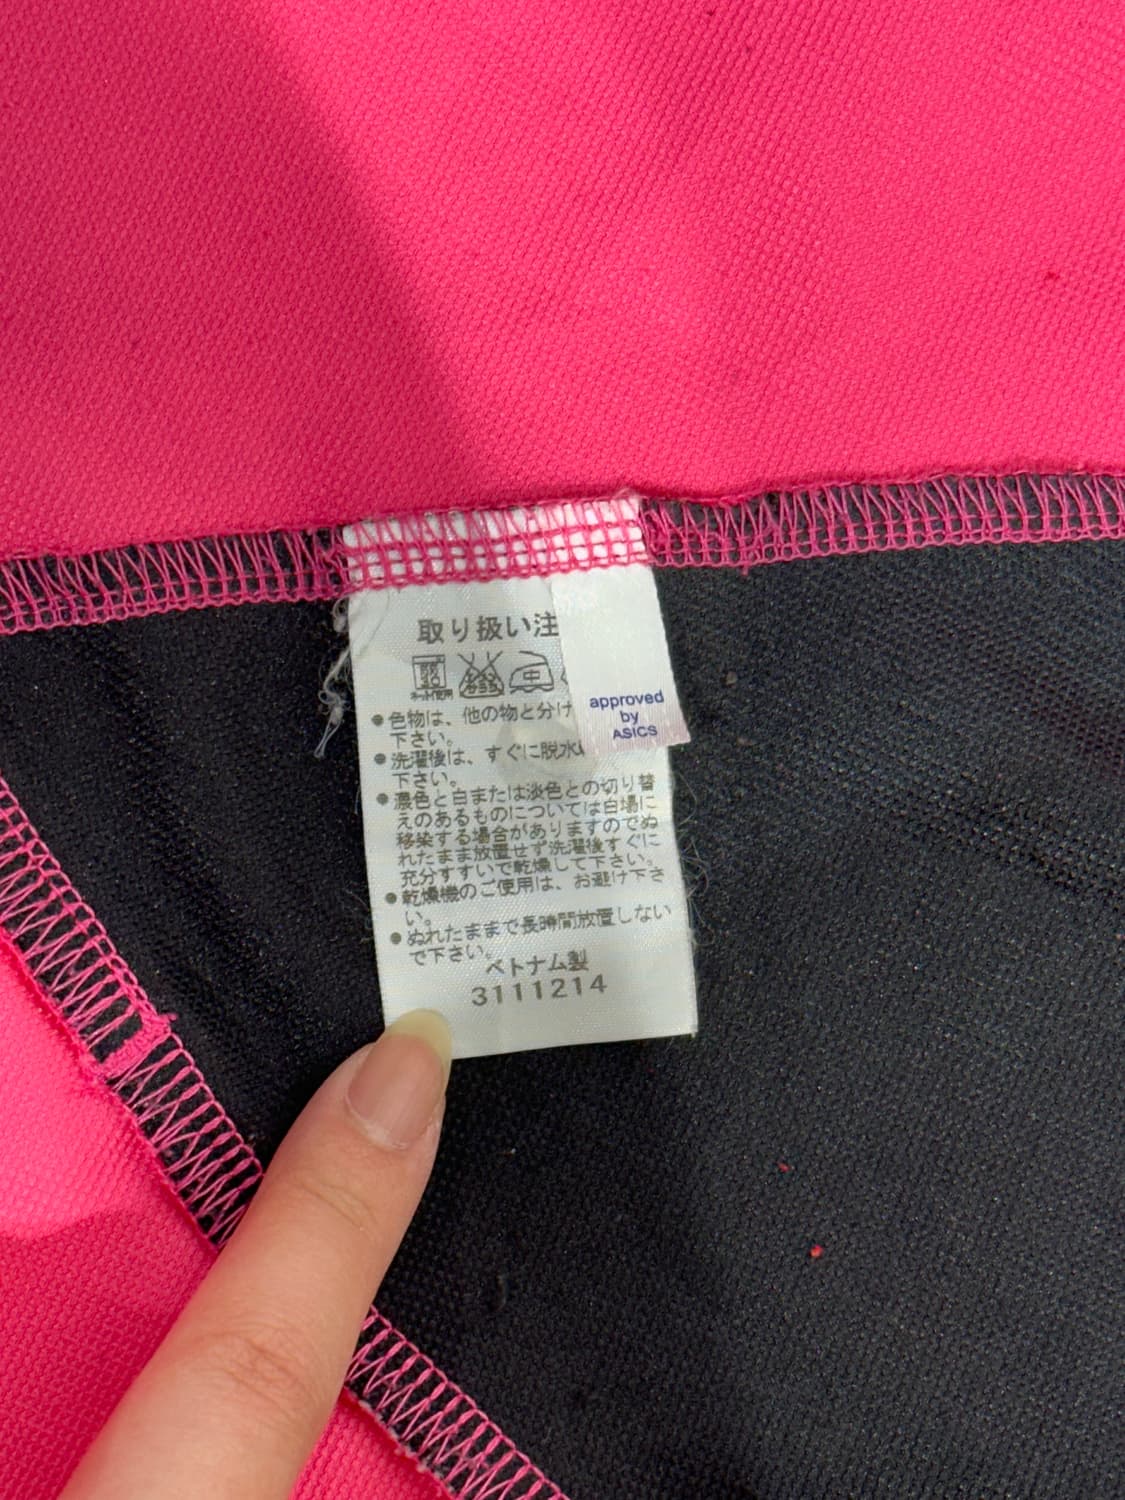 取り扱い注
ネット使用
色物は、他の物と分け
下さい。
洗濯後は、すぐに脱水
下さい。
濃色と白または淡色との切り替
えのあるものについては白場に
移染する場合がありますのでぬ
れたまま放置せず洗濯後すぐに
充分すすいで乾燥して下さい。
乾燥機のご使用は、お避け下さ
い。
ぬれたままで長時間放置しない
で下さい。
ベトナム製
3111214
approved
by
ASICS